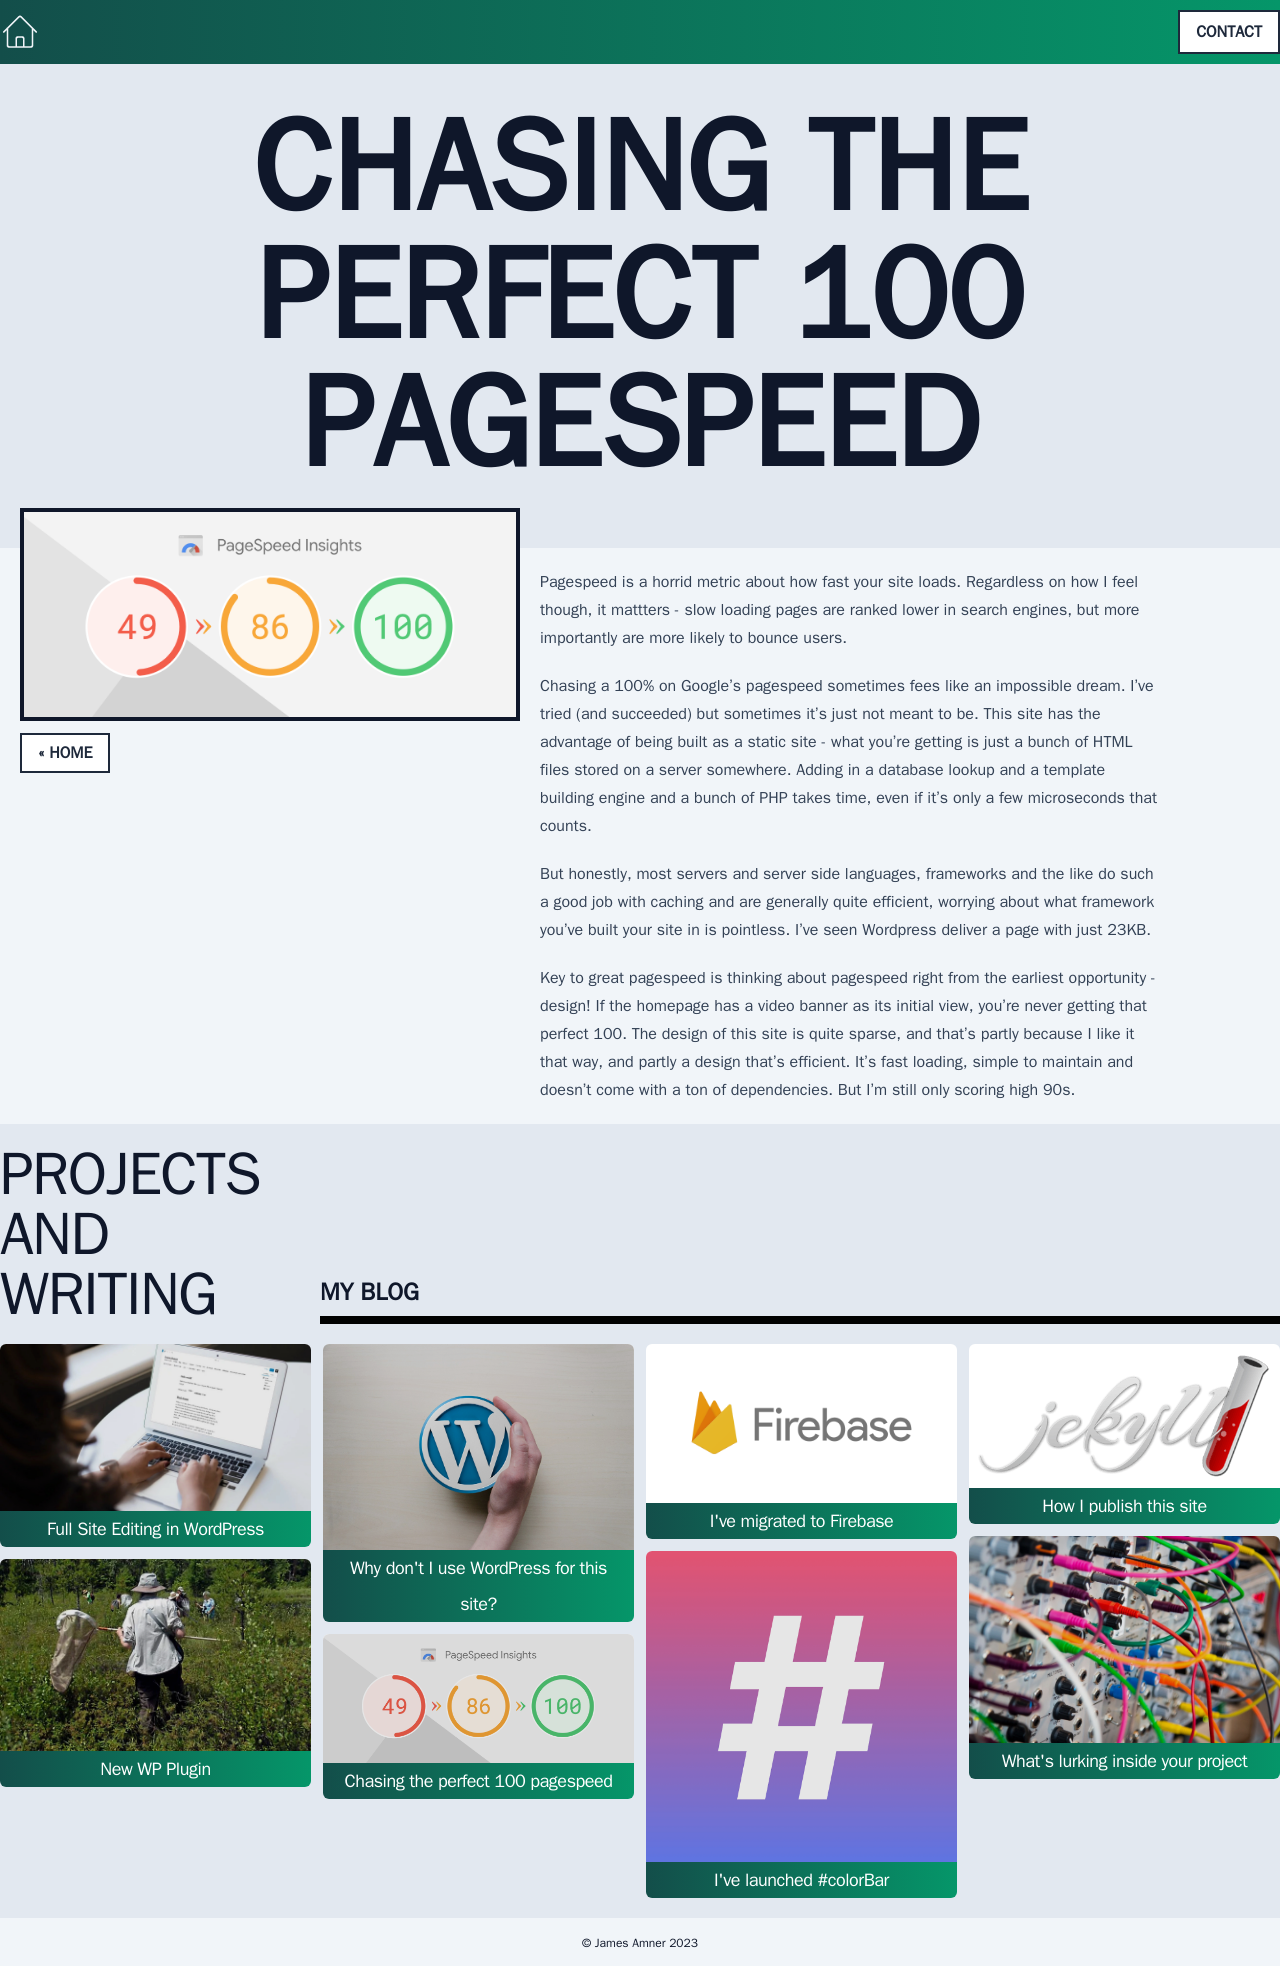 CONTACT
CHASING THE
PERFECT 100
PAGESPEED
PageSpeed Insights
49 » 86 » 100
« HOME
Pagespeed is a horrid metric about how fast your site loads. Regardless on how I feel
though, it mattters - slow loading pages are ranked lower in search engines, but more
importantly are more likely to bounce users.
Chasing a 100% on Google’s pagespeed sometimes fees like an impossible dream. I’ve
tried (and succeeded) but sometimes it’s just not meant to be. This site has the
advantage of being built as a static site - what you’re getting is just a bunch of HTML
files stored on a server somewhere. Adding in a database lookup and a template
building engine and a bunch of PHP takes time, even if it’s only a few microseconds that
counts.
But honestly, most servers and server side languages, frameworks and the like do such
a good job with caching and are generally quite efficient, worrying about what framework
you’ve built your site in is pointless. I’ve seen Wordpress deliver a page with just 23KB.
Key to great pagespeed is thinking about pagespeed right from the earliest opportunity -
design! If the homepage has a video banner as its initial view, you’re never getting that
perfect 100. The design of this site is quite sparse, and that’s partly because I like it
that way, and partly a design that’s efficient. It’s fast loading, simple to maintain and
doesn’t come with a ton of dependencies. But I’m still only scoring high 90s.
PROJECTS
AND
WRITING
MY BLOG
Full Site Editing in WordPress
New WP Plugin
W
Why don't I use WordPress for this
site?
PageSpeed Insights
49 » 86 » 100
Chasing the perfect 100 pagespeed
Firebase
I've migrated to Firebase
#
I've launched #colorBar
jekyll
How I publish this site
What's lurking inside your project
© James Amner 2023